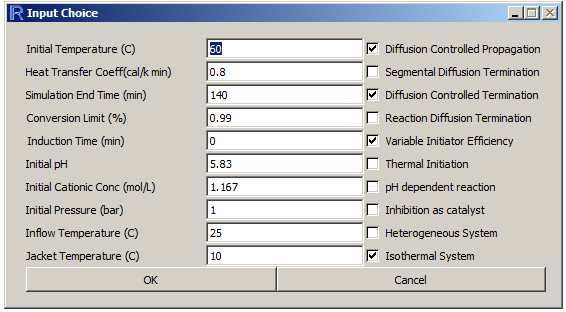 Input Choice
Initial Temperature (C) 60 Diffusion Controlled Propagation
Heat Transfer Coeff(cal/k min) 0.8 Segmental Diffusion Termination
Simulation End Time (min) 140 Diffusion Controlled Termination
Conversion Limit (%) 0.99 Reaction Diffusion Termination
Induction Time (min) 0 Variable Initiator Efficiency
Initial pH 5.83 Thermal Initiation
Initial Cationic Conc (mol/L) 1.167 pH dependent reaction
Initial Pressure (bar) 1 Inhibition as catalyst
Inflow Temperature (C) 25 Heterogeneous System
Jacket Temperature (C) 10 Isothermal System
OK Cancel